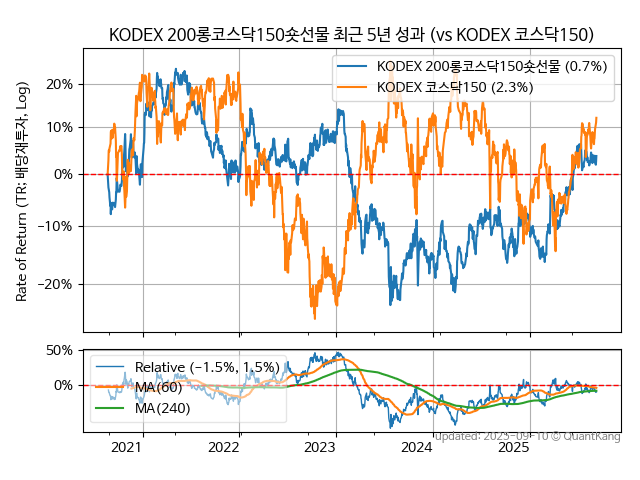 KODEX 200롱코스닥150숏선물 최근 5년 성과 (vs KODEX 코스닥150)
KODEX 200롱코스닥150숏선물 (0.7%)
KODEX 코스닥150 (2.3%)
Rate of Return (TR: 배당재투자, Log)
20%
10%
0%
−10%
−20%
50%
0%
Relative (−1.5%, 1.5%)
MA(60)
MA(240)
2021
2022
2023
2024
2025
Updated: 2025-09-10 © QuantKang